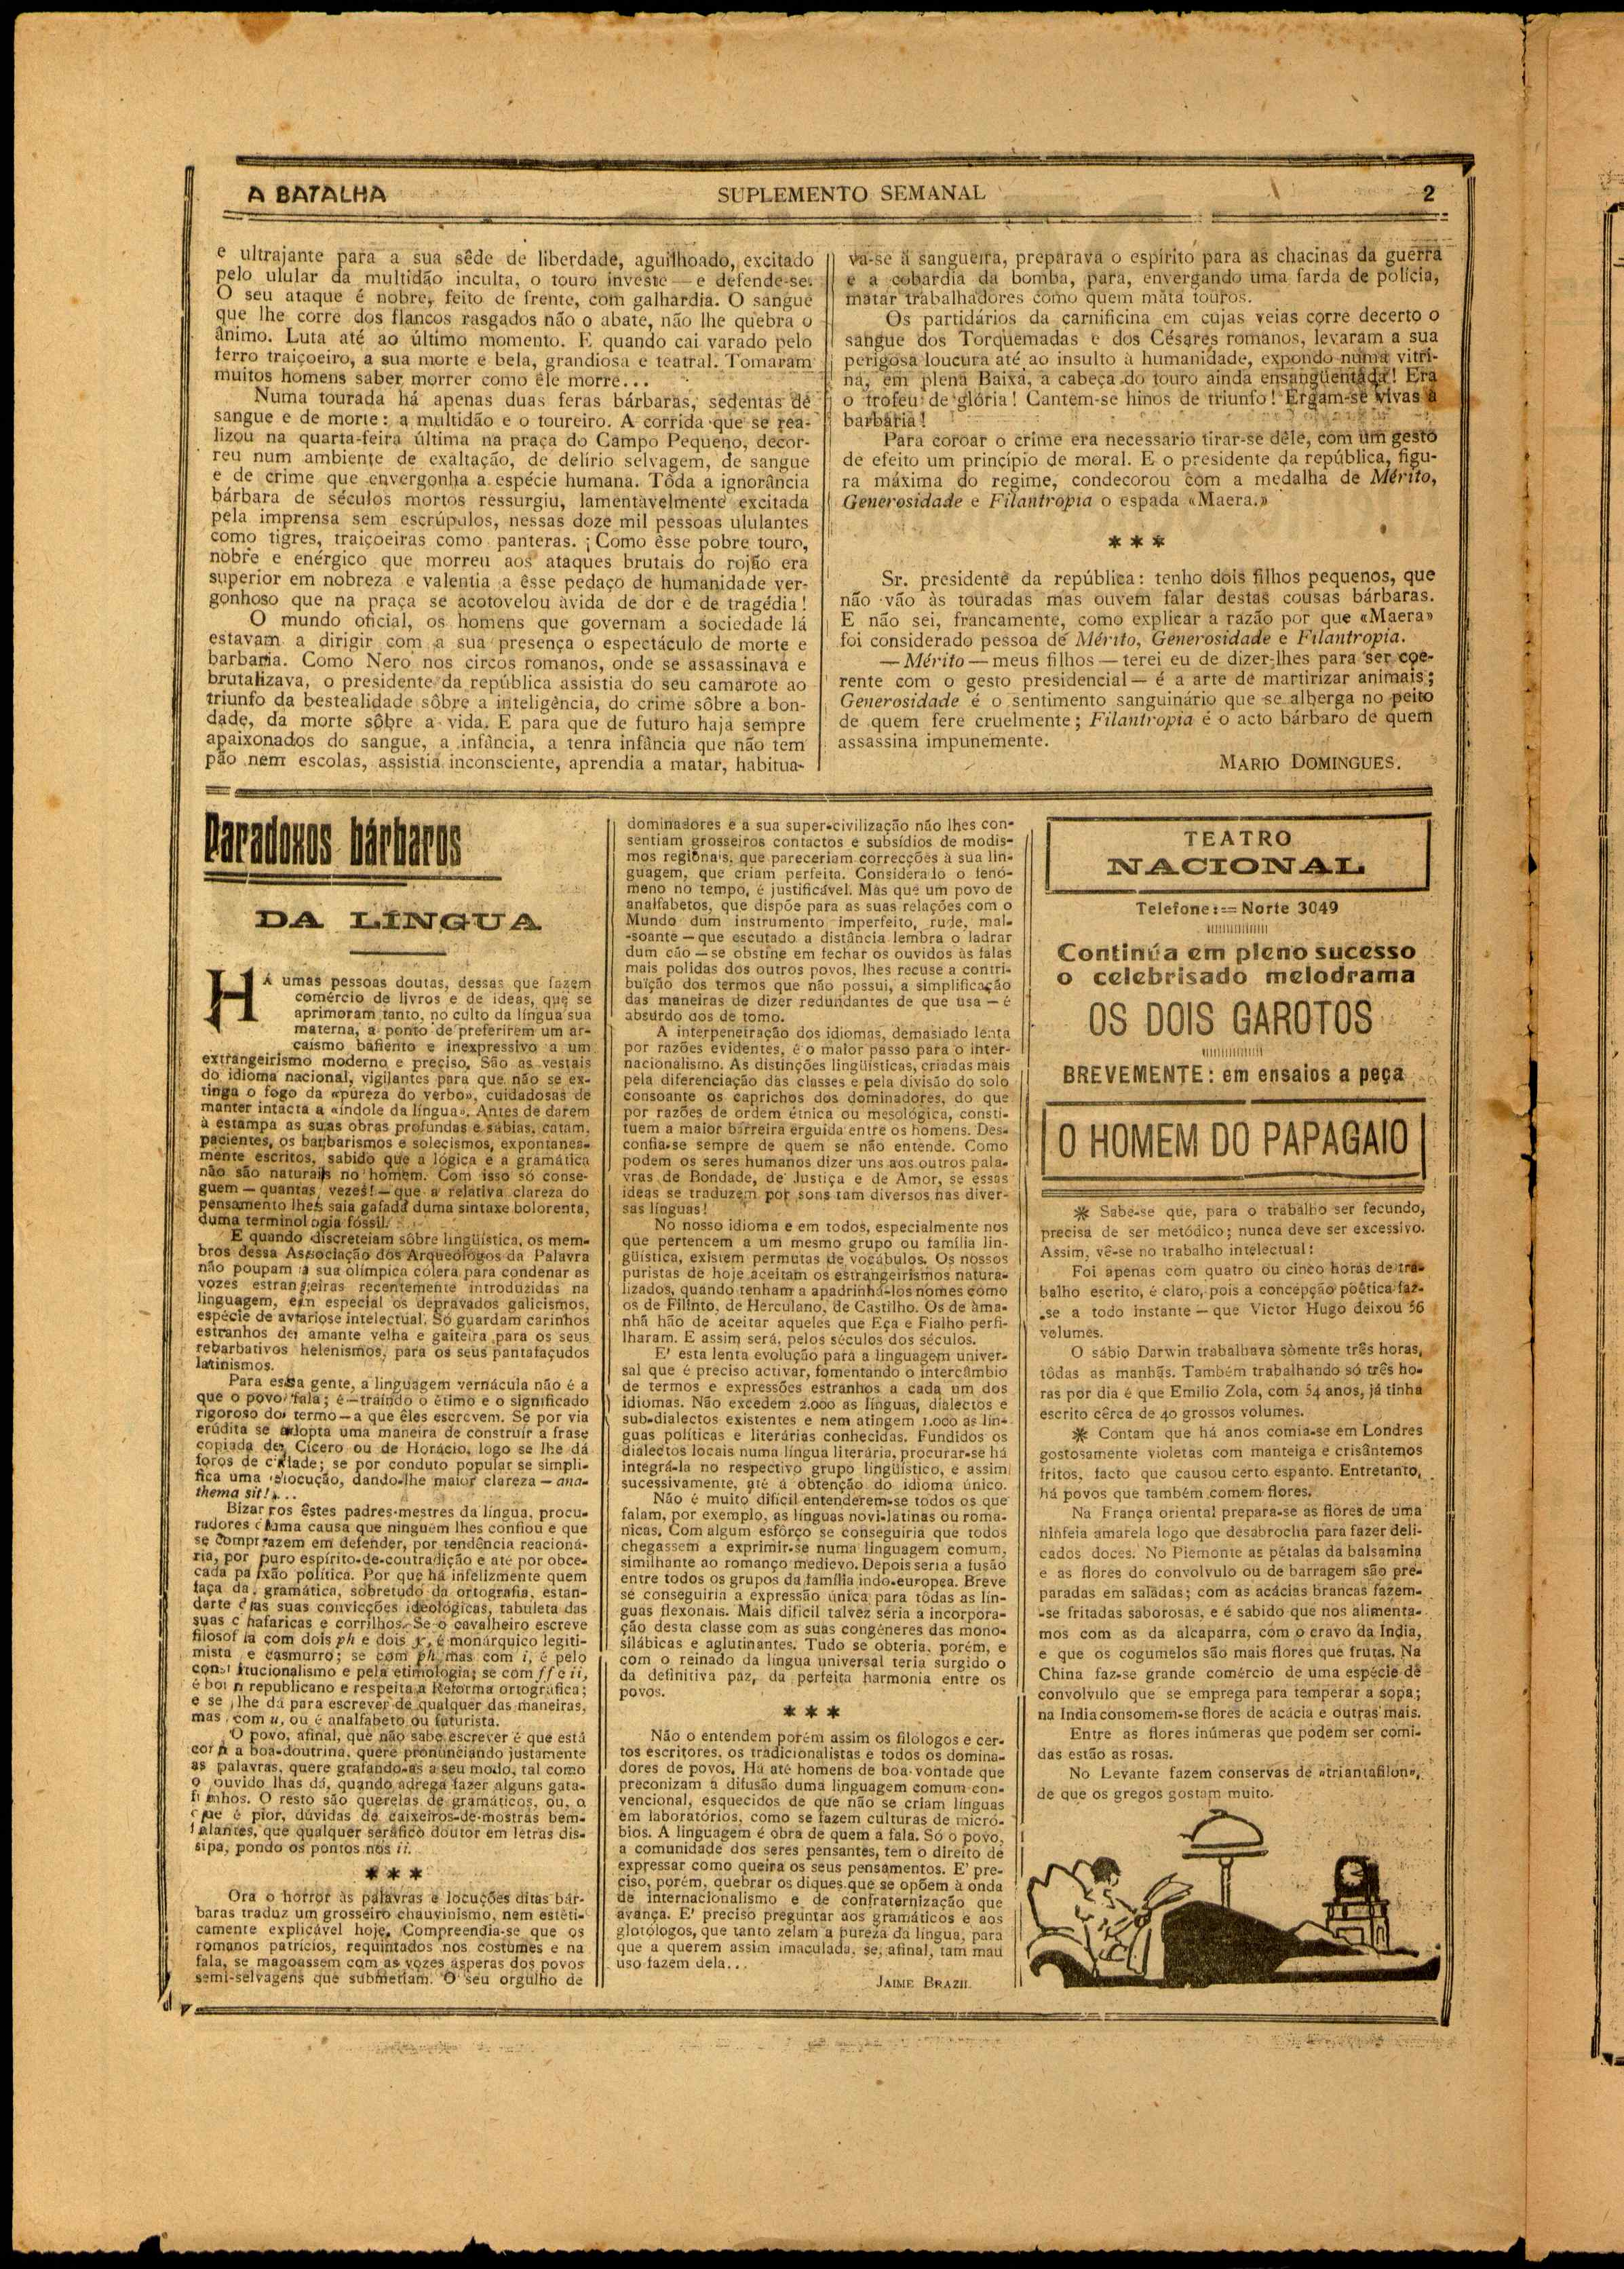 A BATALHA
SUPLEMENTO SEMANAL
2
e ultrajante para a sua sêde de liberdade, aguilhoado, excitado
pelo ulular da multidão inculta, o touro investe — e defende-se.
O seu ataque é nobre, feito de frente, com galhardia. O sangue
que lhe corre dos flancos rasgados não o abate, não lhe quebra o
ânimo. Luta até ao último momento. E quando cai varado pelo
ferro traiçoeiro, a sua morte e bela, grandiosa e teatral. Tomaram
muitos homens saber morrer como êle morre...
Numa tourada há apenas duas feras bárbaras, sedentas de
sangue e de morte: a multidão e o toureiro. A corrida que se rea-
lizou na quarta-feira última na praça do Campo Pequeno, decor-
reu num ambiente de exaltação, de delírio selvagem, de sangue
e de crime que envergonha a espécie humana. Tôda a ignorância
bárbara de séculos mortos ressurgiu, lamentàvelmente excitada
pela imprensa sem escrúpulos, nessas doze mil pessoas ululantes
como tigres, traiçoeiras como panteras. ¡Como êsse pobre touro,
nobre e enérgico que morreu aos ataques brutais do rojão era
superior em nobreza e valentia a êsse pedaço de humanidade ver-
gonhoso que na praça se acotovelou àvida de dor e de tragédia!
O mundo oficial, os homens que governam a sociedade lá
estavam a dirigir com a sua presença o espectáculo de morte e
barbaria. Como Nero nos circos romanos, onde se assassinava e
brutalizava, o presidente da república assistia do seu camarote ao
triunfo da bestealidade sôbre a inteligência, do crime sôbre a bon-
dade, da morte sôbre a vida. E para que de futuro haja sempre
apaixonados do sangue, a infância, a tenra infância que não tem
pão nem escolas, assistia inconsciente, aprendia a matar, habitua-
va-se à sangueira, preparava o espírito para as chacinas da guerra
e a cobardia da bomba, para, envergando uma farda de polícia,
matar trabalhadores como quem mata touros.
Os partidários da carnificina em cujas veias corre decerto o
sangue dos Torquemadas e dos Césares romanos, levaram a sua
perigosa loucura até ao insulto à humanidade, expondo numa vitri-
na, em plena Baixa, a cabeça do touro ainda ensangüentada! Era
o trofeu de glória! Cantem-se hinos de triunfo! Ergam-se vivas à
barbaria!
Para coroar o crime era necessario tirar-se dêle, com um gesto
de efeito um princípio de moral. E o presidente da república, figu-
ra máxima do regime, condecorou com a medalha de Mérito,
Generosidade e Filantropia o espada «Maera.»
* * *
Sr. presidente da república: tenho dois filhos pequenos, que
não vão às touradas mas ouvem falar destas cousas bárbaras.
E não sei, francamente, como explicar a razão por que «Maera»
foi considerado pessoa de Mérito, Generosidade e Filantropia.
— Mérito — meus filhos — terei eu de dizer-lhes para ser coe-
rente com o gesto presidencial — é a arte de martirizar animais;
Generosidade é o sentimento sanguinário que se alberga no peito
de quem fere cruelmente; Filantropia é o acto bárbaro de quem
assassina impunemente.
MARIO DOMINGUES.
Paradoxos bárbaros
DA LÍNGUA
HÁ umas pessoas doutas, dessas que fazem
comércio de livros e de ideas, que se
aprimoram tanto, no culto da língua sua
materna, a ponto de preferirem um ar-
caismo bafiento e inexpressivo a um
extrangeirismo moderno e preciso. São as vestais
do idioma nacional, vigilantes para que não se ex-
tinga o fogo da «pureza do verbo», cuidadosas de
manter intacta a «índole da língua». Antes de darem
à estampa as suas obras profundas e sábias, catam,
pacientes, os barbarismos e solecismos, expontanea-
mente escritos, sabido que a lógica e a gramática
não são naturais no homem. Com isso só conse-
guem — quantas vezes! — que a relativa clareza do
pensamento lhes saia gafada duma sintaxe bolorenta,
duma terminologia fóssil.
E quando discreteiam sôbre lingüística, os mem-
bros dessa Associação dos Arqueólogos da Palavra
não poupam a sua olímpica cólera para condenar as
vozes estrangeiras recentemente introduzidas na
linguagem, em especial os depravados galicismos,
espécie de avariose intelectual. Só guardam carinhos
estranhos de amante velha e gaiteira para os seus
rebarbativos helenismos, para os seus pantafaçudos
latinismos.
Para essa gente, a linguagem vernácula não é a
que o povo fala; é — traindo o étimo e o significado
rigoroso do termo — a que êles escrevem. Se por via
erúdita se adopta uma maneira de construir a frase
copiada de Cicero ou de Horácio, logo se lhe dá
foros de cidade; se por conduto popular se simpli-
fica uma elocução, dando-lhe maior clareza — ana-
thema sit!...
Bizarros êstes padres-mestres da língua, procu-
radores duma causa que ninguém lhes confiou e que
se comprazem em defender, por tendência reacioná-
ria, por puro espírito-de-contradição e até por obce-
cada paixão política. Por que há infelizmente quem
faça da gramática, sobretudo da ortografia, estan-
darte das suas convicções ideológicas, tabuleta das
suas chafaricas e corrilhos. Se o cavalheiro escreve
filosofia com dois ph e dois y, é monárquico legiti-
mista e casmurro; se com ph mas com i, é pelo
constitucionalismo e pela etimologia; se com ff e ii,
é bom republicano e respeita a Reforma ortográfica;
e se lhe dá para escrever de qualquer das maneiras,
mas com u, ou é analfabeto ou futurista.
O povo, afinal, que não sabe escrever é que está
com a boa-doutrina, quere pronunciando justamente
as palavras, quere grafando-as a seu modo, tal como
o ouvido lhas dá, quando adrega fazer alguns gata-
funhos. O resto são querelas de gramáticos, ou, o
que é pior, dúvidas de caixeiros-de-mostras bem-
falantes, que qualquer seráfico doutor em letras dis-
sipa, pondo os pontos nos ii.
* * *
Ora o horror às palavras e locuções ditas bár-
baras traduz um grosseiro chauvinismo, nem estèti-
camente explicável hoje. Compreendia-se que os
romanos patrícios, requintados nos costumes e na
fala, se magoassem com as vozes ásperas dos povos
semi-selvagens que submetiam. O seu orgulho de
dominadores e a sua super-civilização não lhes con-
sentiam grosseiros contactos e subsídios de modis-
mos regionais, que pareceriam correcções à sua lin-
guagem, que criam perfeita. Considerado o fenó-
meno no tempo, é justificável. Mas que um povo de
analfabetos, que dispõe para as suas relações com o
Mundo dum instrumento imperfeito, rude, mal-
-soante — que escutado a distância lembra o ladrar
dum cão — se obstine em fechar os ouvidos às falas
mais polidas dos outros povos, lhes recuse a contri-
buïção dos termos que não possui, a simplificação
das maneiras de dizer redundantes de que usa — é
absurdo aos de tomo.
A interpeneiração dos idiomas, demasiado lenta
por razões evidentes, é o maior passo para o inter-
nacionalismo. As distinções lingüísticas, criadas mais
pela diferenciação das classes e pela divisão do solo
consoante os caprichos dos dominadores, do que
por razões de ordem étnica ou mesológica, consti-
tuem a maior barreira erguida entre os homens. Des-
confia-se sempre de quem se não entende. Como
podem os seres humanos dizer uns aos outros pala-
vras de Bondade, de Justiça e de Amor, se essas
ideas se traduzem por sons tam diversos nas diver-
sas línguas!
No nosso idioma e em todos, especialmente nos
que pertencem a um mesmo grupo ou família lin-
güística, existem permutas de vocábulos. Os nossos
puristas de hoje aceitam os estrangeirismos natura-
lizados, quando tenham a apadrinhá-los nomes como
os de Filinto, de Herculano, de Castilho. Os de àma-
nhã hão de aceitar aqueles que Eça e Fialho perfi-
lharam. E assim será, pelos séculos dos séculos.
E' esta lenta evolução para a linguagem univer-
sal que é preciso activar, fomentando o intercâmbio
de termos e expressões estranhos a cada um dos
idiomas. Não excedem 2.000 as línguas, dialectos e
sub-dialectos existentes e nem atingem 1.000 as lín-
guas políticas e literárias conhecidas. Fundidos os
dialectos locais numa língua literária, procurar-se há
integrá-la no respectivo grupo lingüístico, e assim
sucessivamente, até á obtenção do idioma único.
Não é muito dificil entenderem-se todos os que
falam, por exemplo, as línguas novi-latinas ou româ-
nicas. Com algum esfôrço se conseguiria que todos
chegassem a exprimir-se numa linguagem comum,
similhante ao romanço medievo. Depois seria a fusão
entre todos os grupos da família indo-europea. Breve
se conseguiria a expressão única para tôdas as lín-
guas flexonais. Mais dificil talvez seria a incorpora-
ção desta classe com as suas congéneres das mono-
silábicas e aglutinantes. Tudo se obteria, porém, e
com o reinado da língua universal teria surgido o
da definitiva paz, da perfeita harmonia entre os
povos.
* * *
Não o entendem porém assim os filólogos e cer-
tos escritores, os tradicionalistas e todos os domina-
dores de povos. Há até homens de boa-vontade que
preconizam a difusão duma linguagem comum con-
vencional, esquecidos de que não se criam línguas
em laboratórios, como se fazem culturas de micró-
bios. A linguagem é obra de quem a fala. Só o povo,
a comunidade dos seres pensantes, tem o direito de
expressar como queira os seus pensamentos. E' pre-
ciso, porém, quebrar os diques que se opõem à onda
de internacionalismo e de confraternização que
avança. E' preciso preguntar aos gramáticos e aos
glotólogos, que tanto zelam a pureza da língua, para
que a querem assim imaculada, se, afinal, tam mau
uso fazem dela...
JAIME BRAZIL
TEATRO
NACIONAL
Telefone: — Norte 3049
Continúa em pleno sucesso
o celebrisado melodrama
OS DOIS GAROTOS
BREVEMENTE: em ensaios a peça
O HOMEM DO PAPAGAIO
* Sabe-se que, para o trabalho ser fecundo,
precisa de ser metódico; nunca deve ser excessivo.
Assim, vê-se no trabalho intelectual:
Foi apenas com quatro ou cinco horas de tra-
balho escrito, é claro, pois a concepção poética faz-
-se a todo instante — que Victor Hugo deixou 56
volumes.
O sábio Darwin trabalhava sòmente três horas,
tôdas as manhãs. Também trabalhando só três ho-
ras por dia é que Emilio Zola, com 54 anos, já tinha
escrito cêrca de 40 grossos volumes.
* Contam que há anos comia-se em Londres
gostosamente violetas com manteiga e crisântemos
fritos, facto que causou certo espanto. Entretanto,
há povos que também comem flores.
Na França oriental prepara-se as flores de uma
ninfeia amarela logo que desabrocha para fazer deli-
cados doces. No Piemonte as pétalas da balsamina
e as flores do convolvulo ou de barragem são pre-
paradas em saladas; com as acácias brancas fazem-
-se fritadas saborosas, e é sabido que nos alimenta-
mos com as da alcaparra, com o cravo da India,
e que os cogumelos são mais flores que frutas. Na
China faz-se grande comércio de uma espécie de
convolvulo que se emprega para temperar a sopa;
na India consomem-se flores de acácia e outras mais.
Entre as flores inúmeras que podem ser comi-
das estão as rosas.
No Levante fazem conservas de «triantafilon»,
de que os gregos gostam muito.